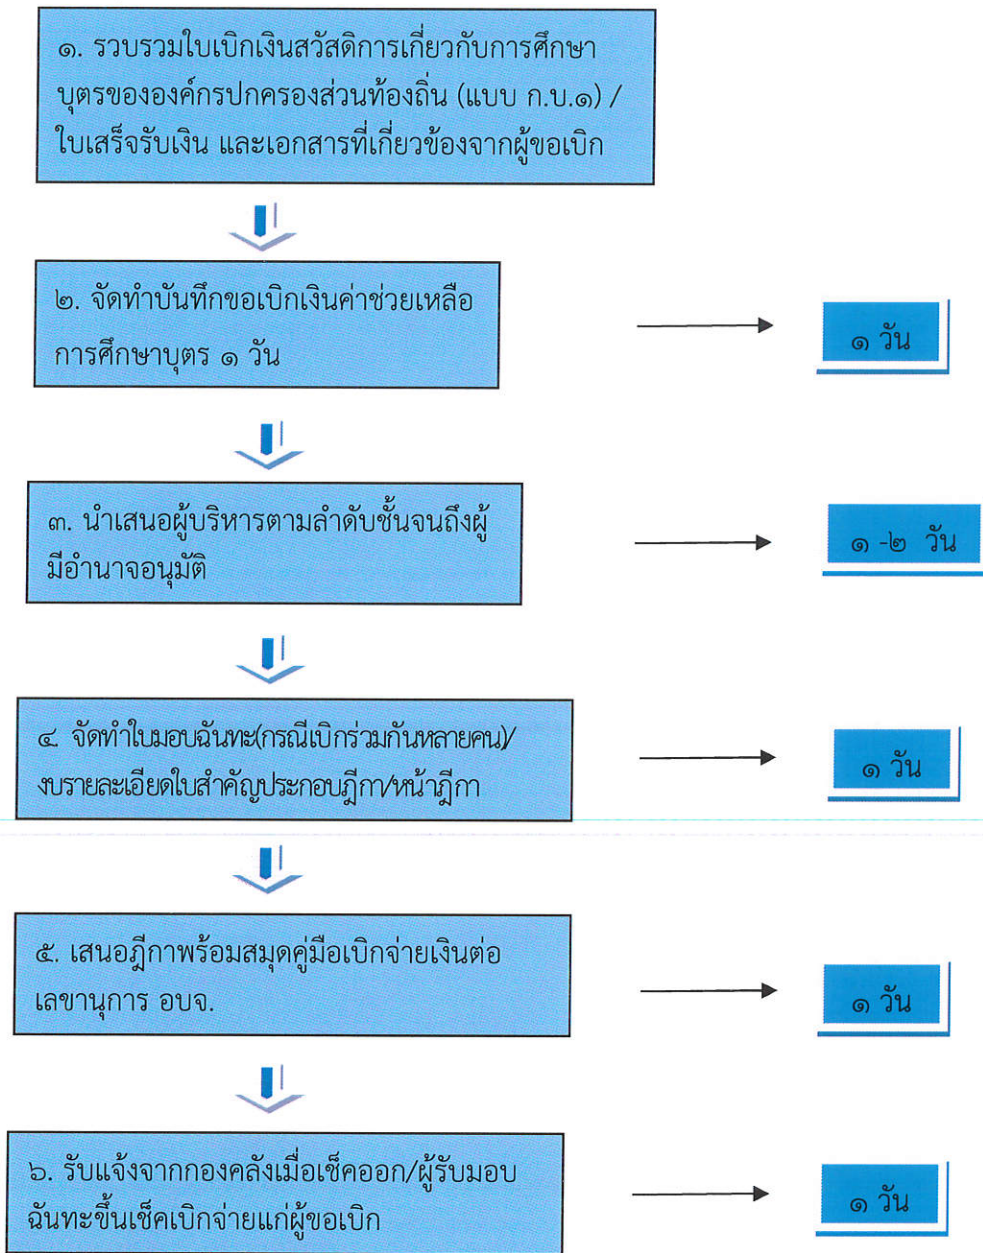 ๑. รวบรวมใบเบิกเงินสวัสดิการเกี่ยวกับการศึกษา
บุตรขององค์กรปกครองส่วนท้องถิ่น (แบบ ก.บ.๑) /
ใบเสร็จรับเงิน และเอกสารที่เกี่ยวข้องจากผู้ขอเบิก
๒. จัดทำบันทึกขอเบิกเงินค่าช่วยเหลือ
การศึกษาบุตร ๑ วัน
๑ วัน
๓. นำเสนอผู้บริหารตามลำดับชั้นจนถึงผู้
มีอำนาจอนุมัติ
๑ -๒ วัน
๔. จัดทำใบมอบฉันทะ(กรณีเบิกร่วมกันหลายคน)/
งบรายละเอียดใบสำคัญประกอบฎีกา/หน้าฎีกา
๑ วัน
๕. เสนอฎีกาพร้อมสมุดคู่มือเบิกจ่ายเงินต่อ
เลขานุการ อบจ.
๑ วัน
๖. รับแจ้งจากกองคลังเมื่อเช็คออก/ผู้รับมอบ
ฉันทะขึ้นเช็คเบิกจ่ายแก่ผู้ขอเบิก
๑ วัน